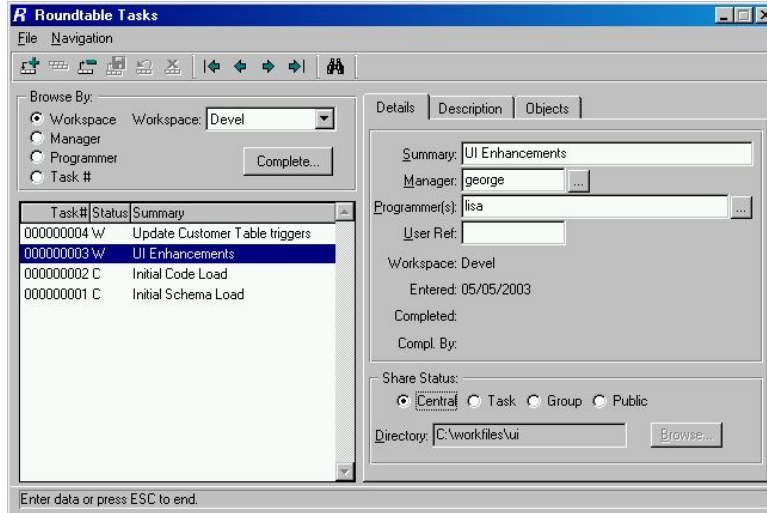 Roundtable Tasks
File Navigation
Browse By:
Workspace Workspace: Devel
Manager
Programmer
Task #
Complete...
Task# Status Summary
000000004 W Update Customer Table triggers
000000003 W UI Enhancements
000000002 C Initial Code Load
000000001 C Initial Schema Load
Details Description Objects
Summary: UI Enhancements
Manager: george ...
Programmer(s): lisa ...
User Ref:
Workspace: Devel
Entered: 05/05/2003
Completed:
Compl. By:
Share Status:
Central Task Group Public
Directory: C:\workfiles\ui Browse...
Enter data or press ESC to end.